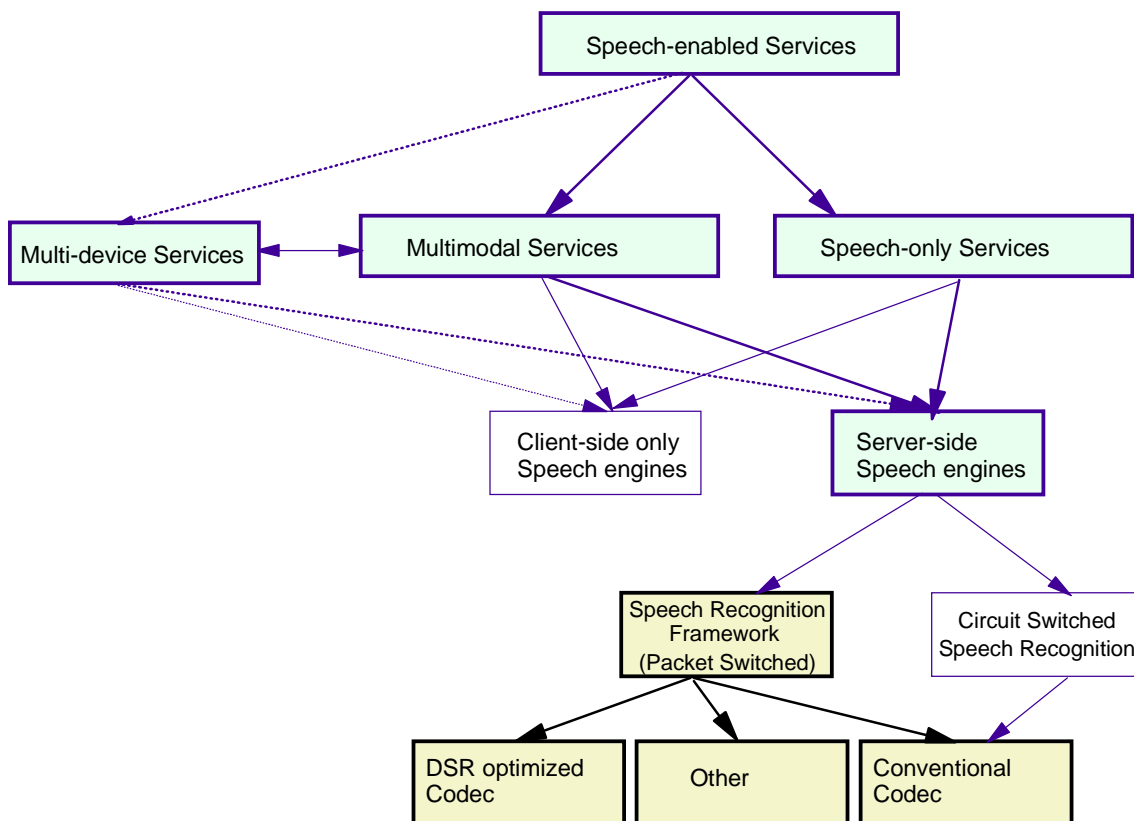 Speech-enabled Services
Multi-device Services
Multimodal Services
Speech-only Services
Client-side only
Speech engines
Server-side
Speech engines
Speech Recognition
Framework
(Packet Switched)
Circuit Switched
Speech Recognition
DSR optimized
Codec
Other
Conventional
Codec